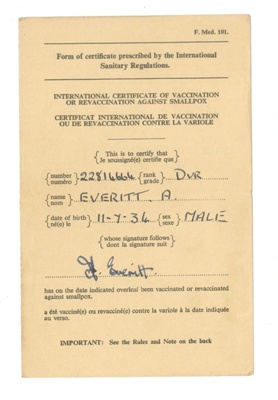 F. Med. 101.
Form of certificate prescribed by the International
Sanitary Regulations.
INTERNATIONAL CERTIFICATE OF VACCINATION
OR REVACCINATION AGAINST SMALLPOX
CERTIFICAT INTERNATIONAL DE VACCINATION
OU DE REVACCINATION CONTRE LA VARIOLE
This is to certify that
Je soussigné(e) certifie que
number 22814664 rank DVR
numéro grade
name EVERITT. A.
nom
date of birth 11-7-34 sex MALE
né(e) le sexe
whose signature follows
dont la signature suit
A. Everitt.
has on the date indicated overleaf been vaccinated or revaccinated
against smallpox.
a été vacciné(e) ou revacciné(e) contre la variole à la date indiquée
au verso.
IMPORTANT: See the Rules and Note on the back